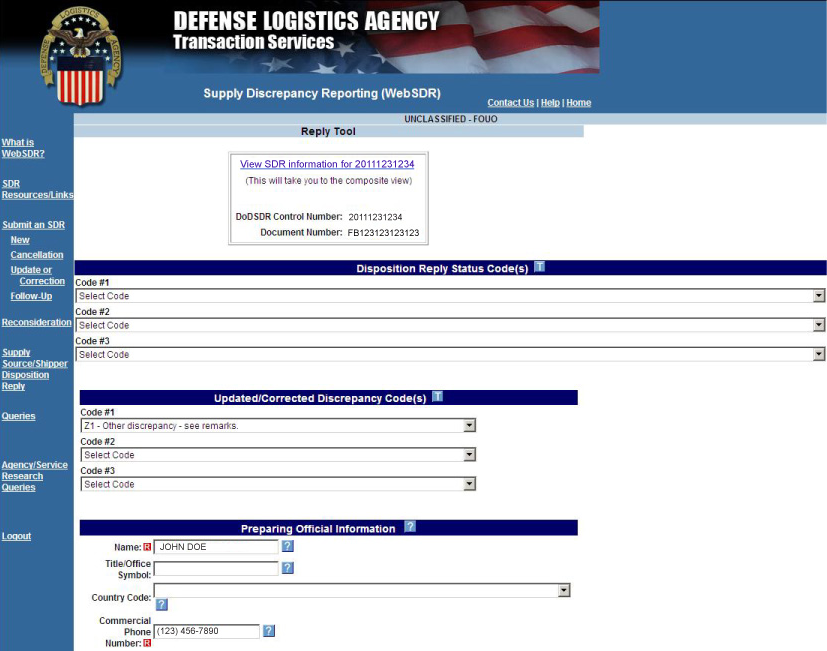 DEFENSE LOGISTICS AGENCY
DEFENSE LOGISTICS AGENCY
Transaction Services
Supply Discrepancy Reporting (WebSDR)
Contact Us | Help | Home
UNCLASSIFIED - FOUO
Reply Tool
What is
WebSDR?
SDR
Resources/Links
Submit an SDR
New
Cancellation
Update or
Correction
Follow-Up
Reconsideration
Supply
Source/Shipper
Disposition
Reply
Queries
Agency/Service
Research
Queries
Logout
View SDR information for 20111231234
(This will take you to the composite view)
DoDSDR Control Number: 20111231234
Document Number: FB123123123123
Disposition Reply Status Code(s) T
Code #1
Select Code
Code #2
Select Code
Code #3
Select Code
Updated/Corrected Discrepancy Code(s) T
Code #1
Z1 - Other discrepancy - see remarks.
Code #2
Select Code
Code #3
Select Code
Preparing Official Information ?
Name: R JOHN DOE ?
Title/Office
Symbol: ?
Country Code:
?
Commercial
Phone (123) 456-7890 ?
Number: R